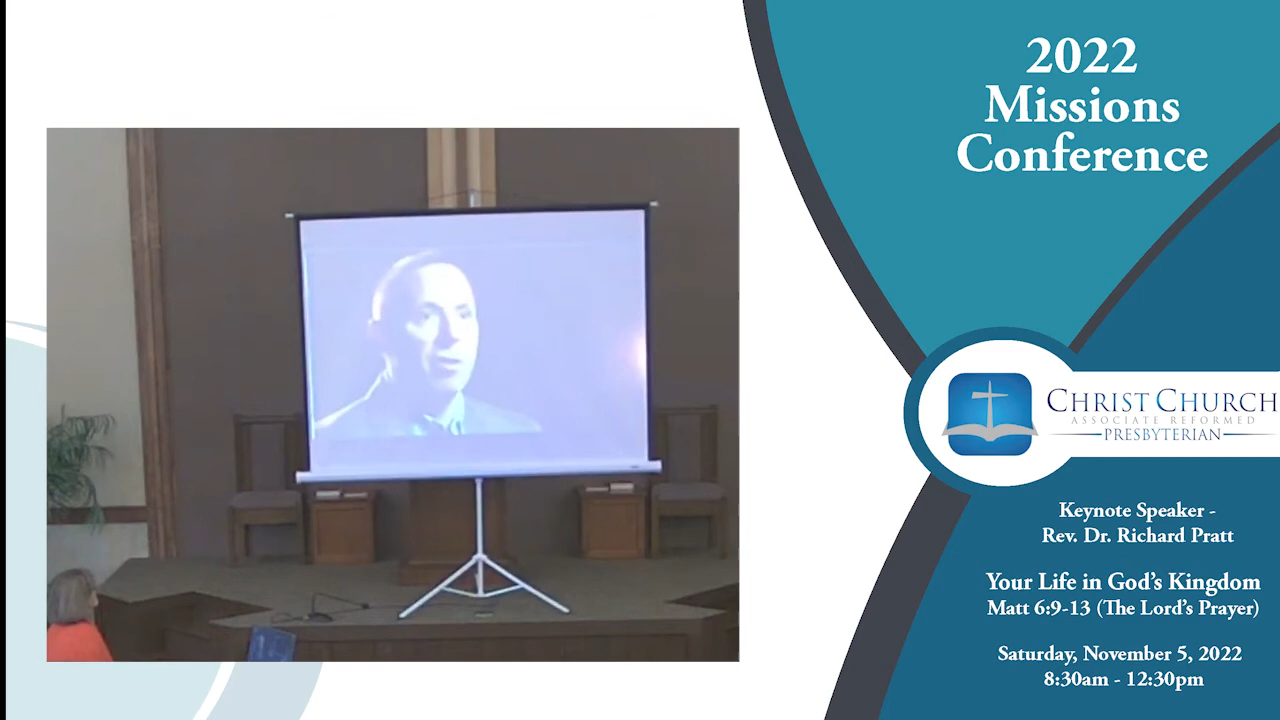 2022
Missions
Conference
CHRIST CHURCH
ASSOCIATE REFORMED
PRESBYTERIAN
Keynote Speaker -
Rev. Dr. Richard Pratt
Your Life in God's Kingdom
Matt 6:9-13 (The Lord's Prayer)
Saturday, November 5, 2022
8:30am - 12:30pm